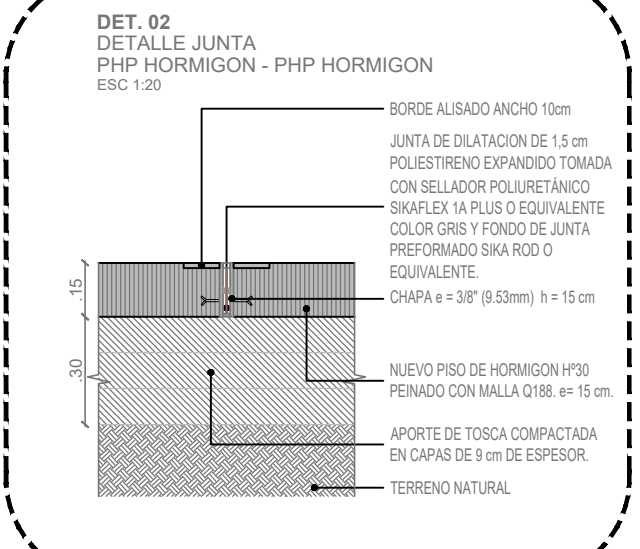 DET. 02
DETALLE JUNTA
PHP HORMIGON - PHP HORMIGON
ESC 1:20
BORDE ALISADO ANCHO 10cm
JUNTA DE DILATACION DE 1,5 cm
POLIESTIRENO EXPANDIDO TOMADA
CON SELLADOR POLIURETÁNICO
SIKAFLEX 1A PLUS O EQUIVALENTE
COLOR GRIS Y FONDO DE JUNTA
PREFORMADO SIKA ROD O
EQUIVALENTE.
CHAPA e = 3/8" (9.53mm) h = 15 cm
.15
.30
NUEVO PISO DE HORMIGON Hº30
PEINADO CON MALLA Q188. e= 15 cm.
APORTE DE TOSCA COMPACTADA
EN CAPAS DE 9 cm DE ESPESOR.
TERRENO NATURAL